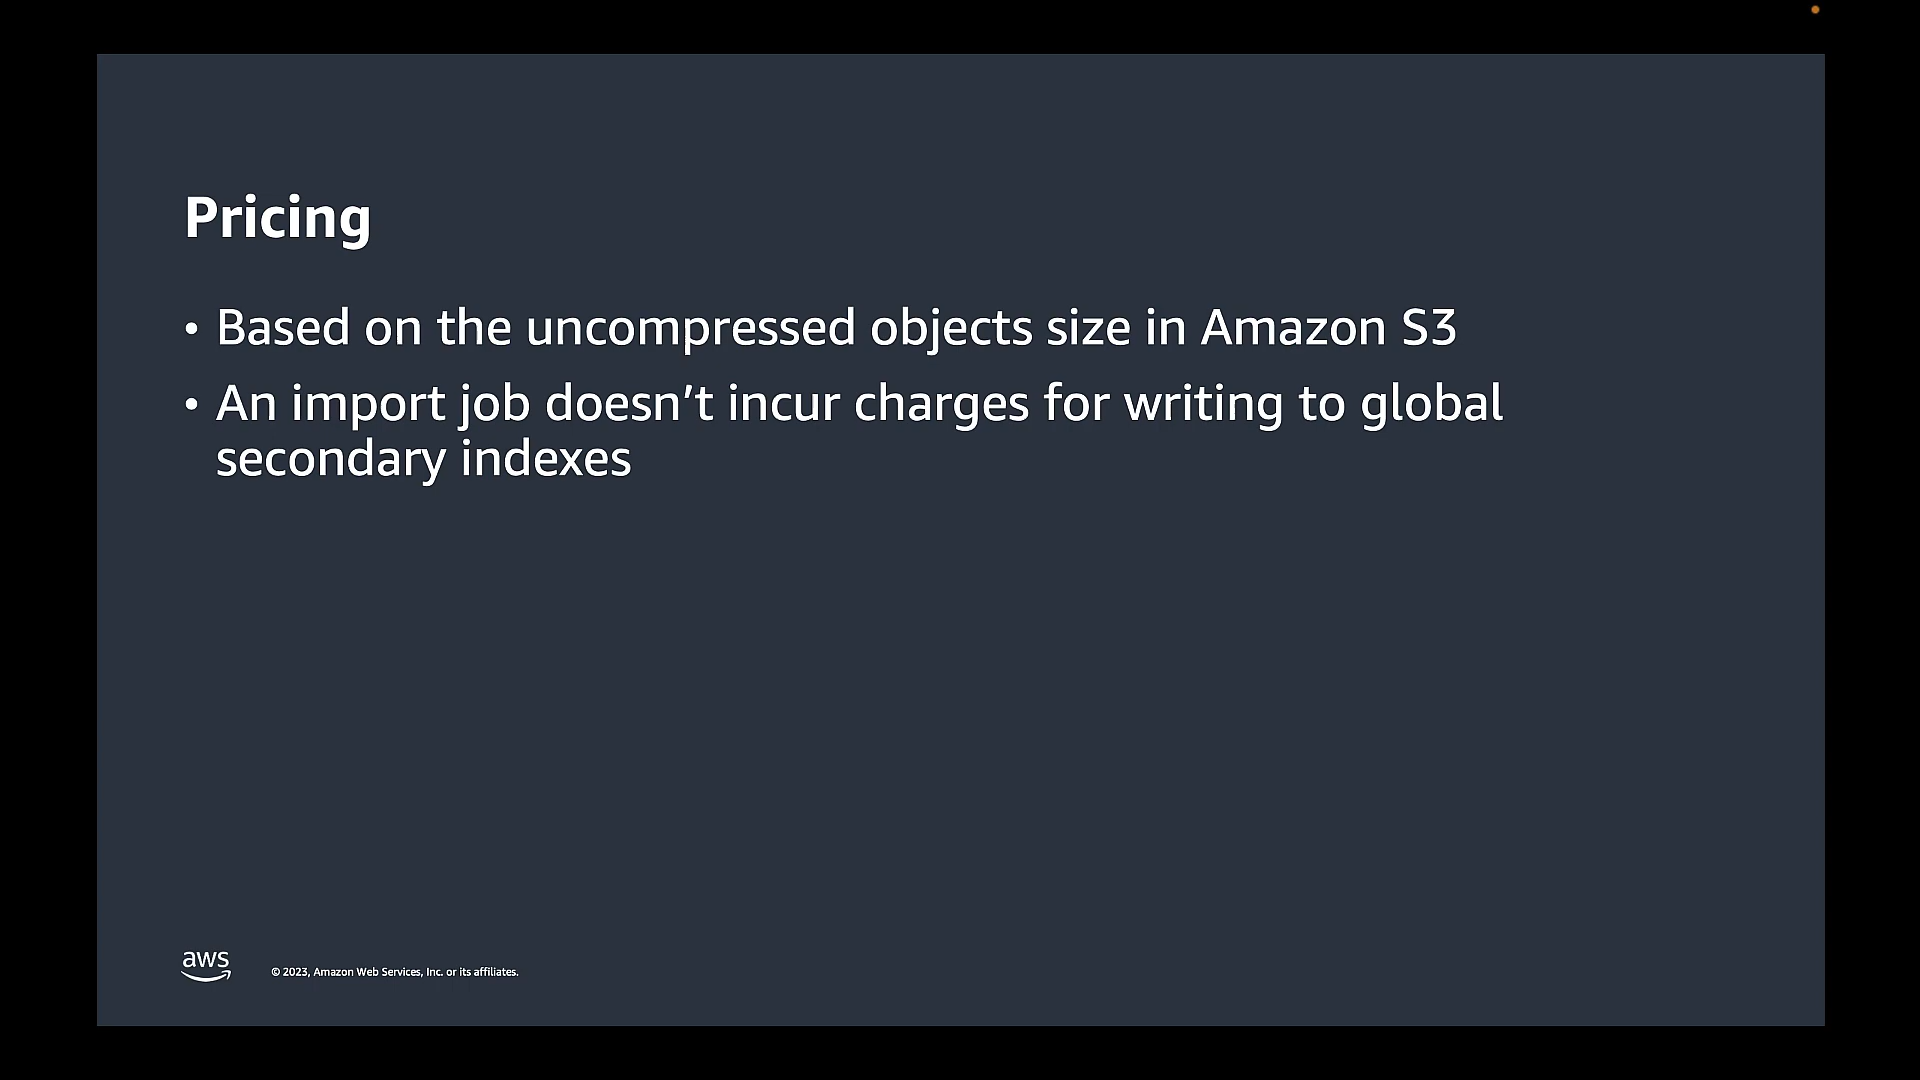 Pricing
• Based on the uncompressed objects size in Amazon S3
• An import job doesn’t incur charges for writing to global
secondary indexes
aws
© 2023, Amazon Web Services, Inc. or its affiliates.